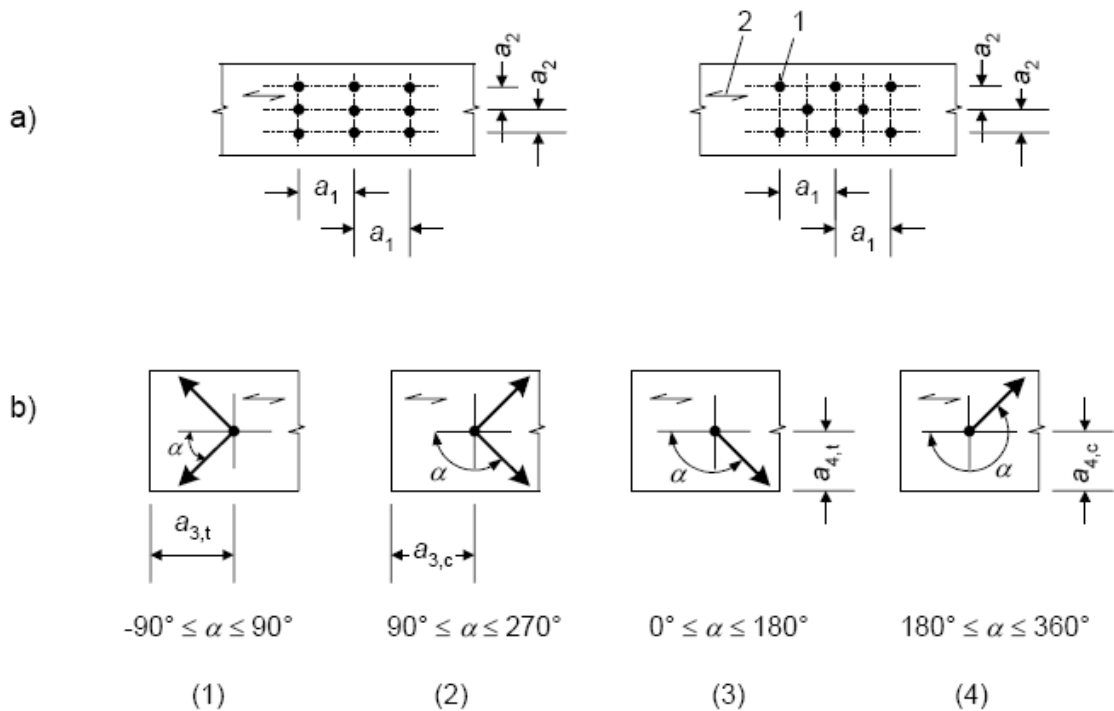 2 1
a)
a₂ a₂ a₂ a₂
a₁ a₁
a₁ a₁
b)
α α α α
a₃,t a₃,c a₄,t a₄,c
-90° ≤ α ≤ 90° 90° ≤ α ≤ 270° 0° ≤ α ≤ 180° 180° ≤ α ≤ 360°
(1) (2) (3) (4)